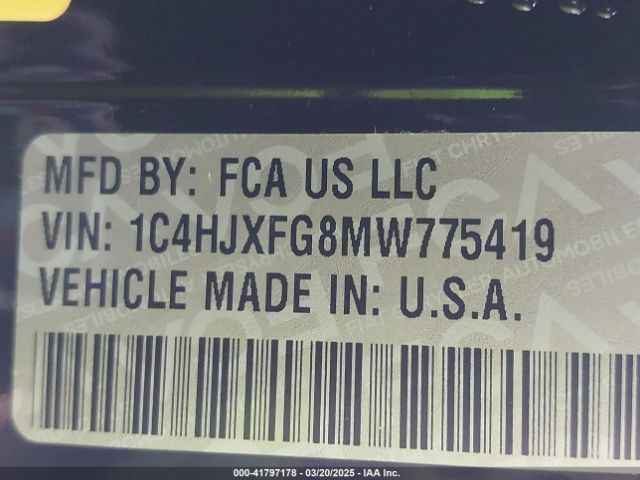 MFD BY: FCA US LLC
VIN: 1C4HJXFG8MW775419
VEHICLE MADE IN: U.S.A.
000-41797178 - 03/20/2025 - IAA Inc.